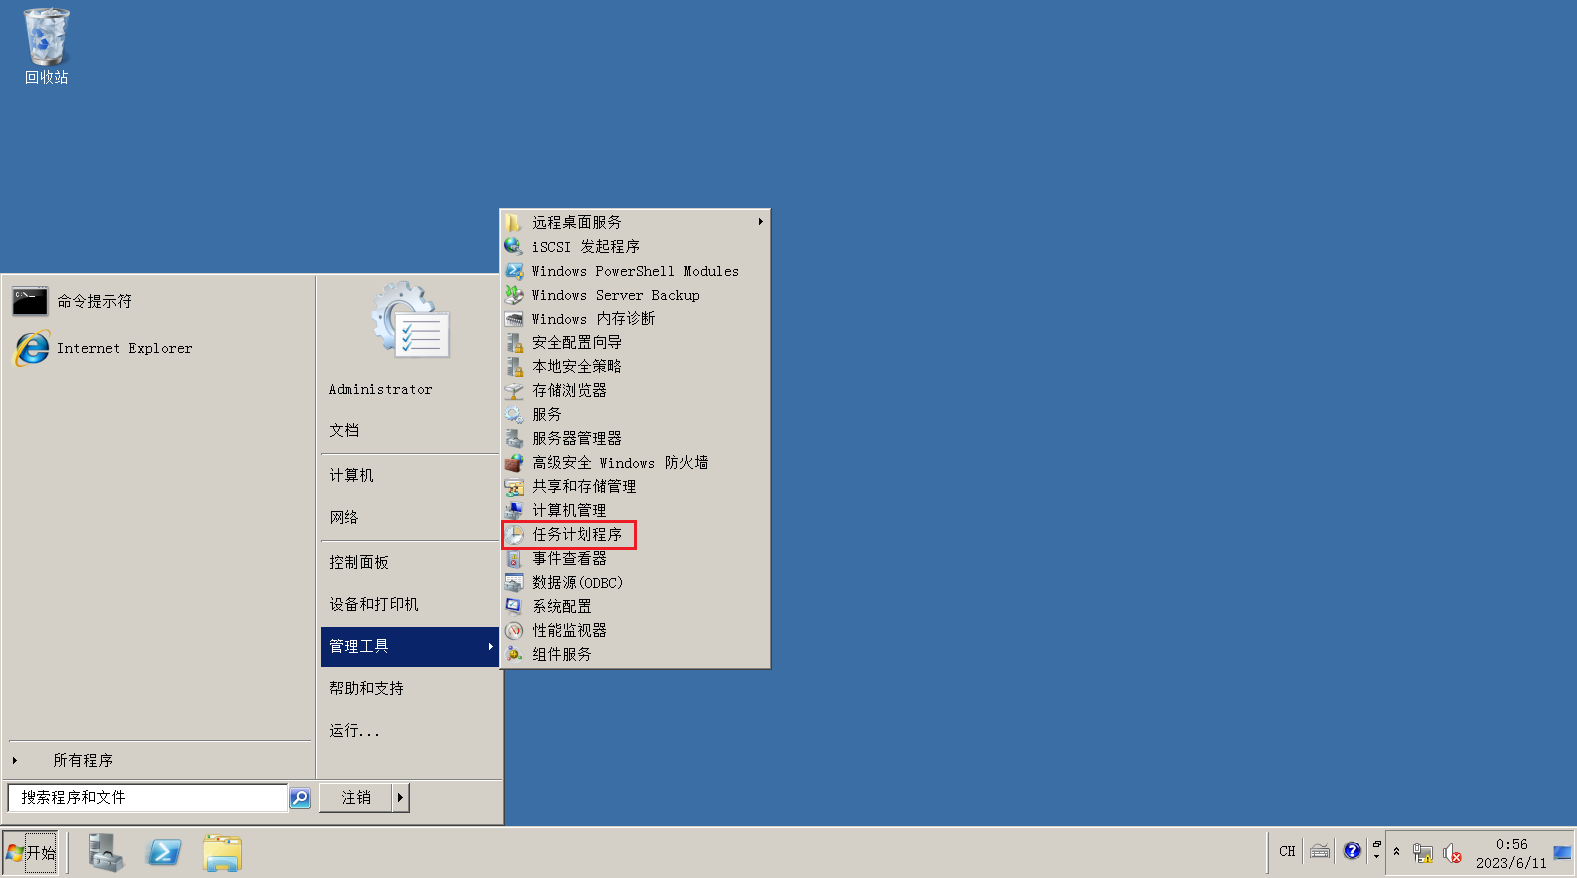 回收站
命令提示符
Internet Explorer
所有程序
搜索程序和文件
Administrator
文档
计算机
网络
控制面板
设备和打印机
管理工具
帮助和支持
运行...
注销
远程桌面服务
iSCSI 发起程序
Windows PowerShell Modules
Windows Server Backup
Windows 内存诊断
安全配置向导
本地安全策略
存储浏览器
服务
服务器管理器
高级安全 Windows 防火墙
共享和存储管理
计算机管理
任务计划程序
事件查看器
数据源(ODBC)
系统配置
性能监视器
组件服务
开始
CH
0:56
2023/6/11